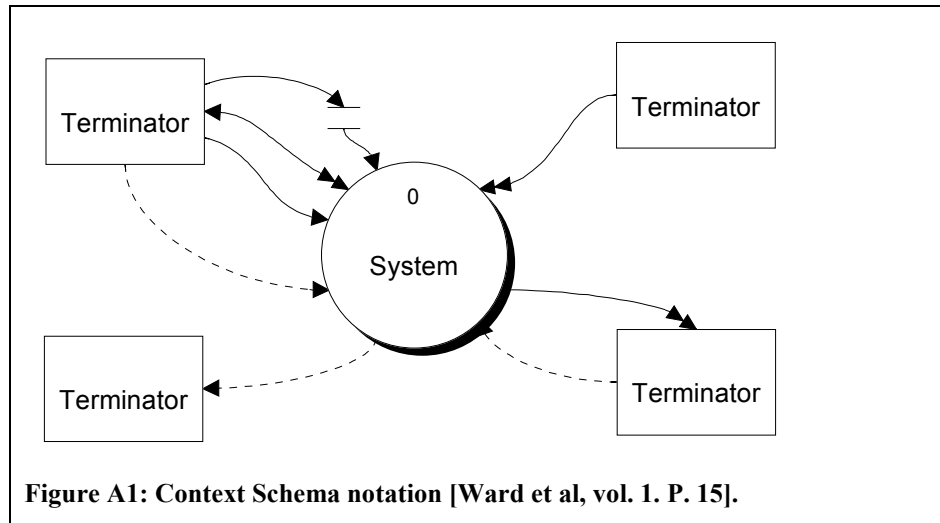 Terminator
Terminator
0
System
Terminator
Terminator
Figure A1: Context Schema notation [Ward et al, vol. 1. P. 15].